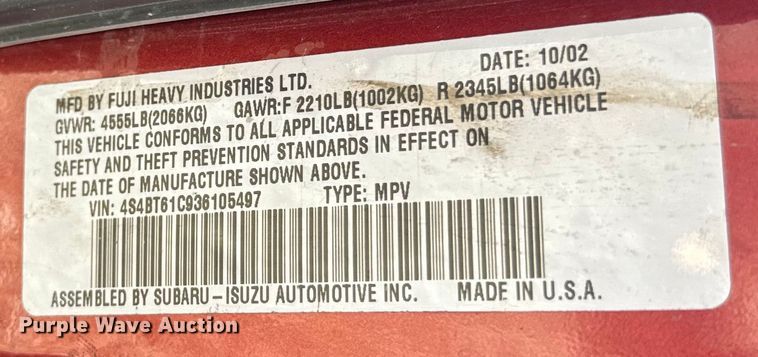 DATE: 10/02
MFD BY FUJI HEAVY INDUSTRIES LTD.
GVWR: 4555LB(2066KG) GAWR:F 2210LB(1002KG) R 2345LB(1064KG)
THIS VEHICLE CONFORMS TO ALL APPLICABLE FEDERAL MOTOR VEHICLE
SAFETY AND THEFT PREVENTION STANDARDS IN EFFECT ON
THE DATE OF MANUFACTURE SHOWN ABOVE.
VIN: 4S4BT61C936105497 TYPE: MPV
ASSEMBLED BY SUBARU-ISUZU AUTOMOTIVE INC. MADE IN U.S.A.
Purple Wave Auction